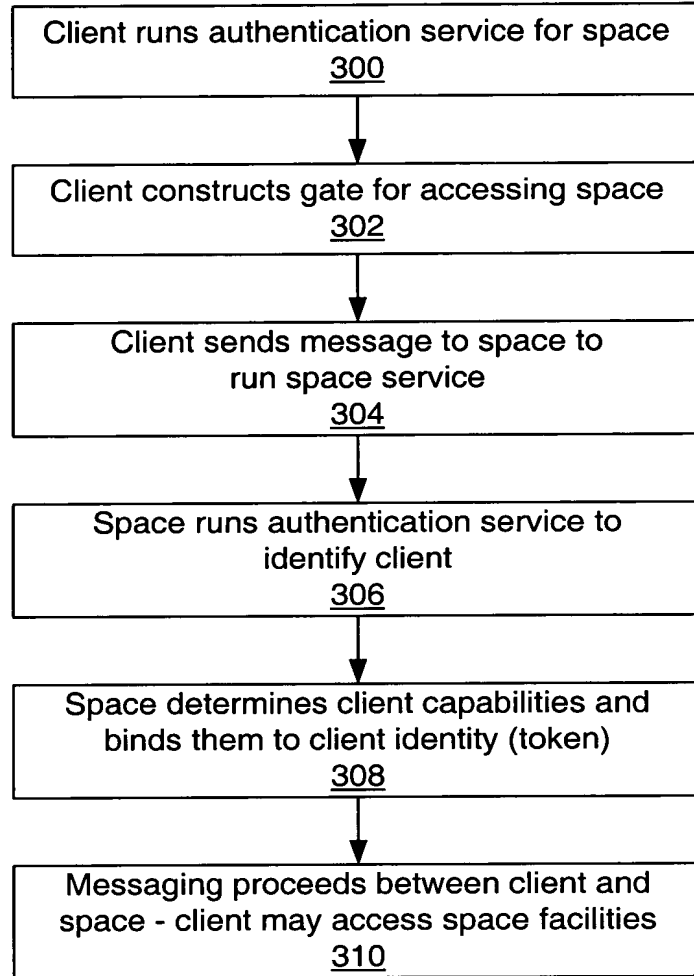 Client runs authentication service for space
300
Client constructs gate for accessing space
302
Client sends message to space to
run space service
304
Space runs authentication service to
identify client
306
Space determines client capabilities and
binds them to client identity (token)
308
Messaging proceeds between client and
space - client may access space facilities
310